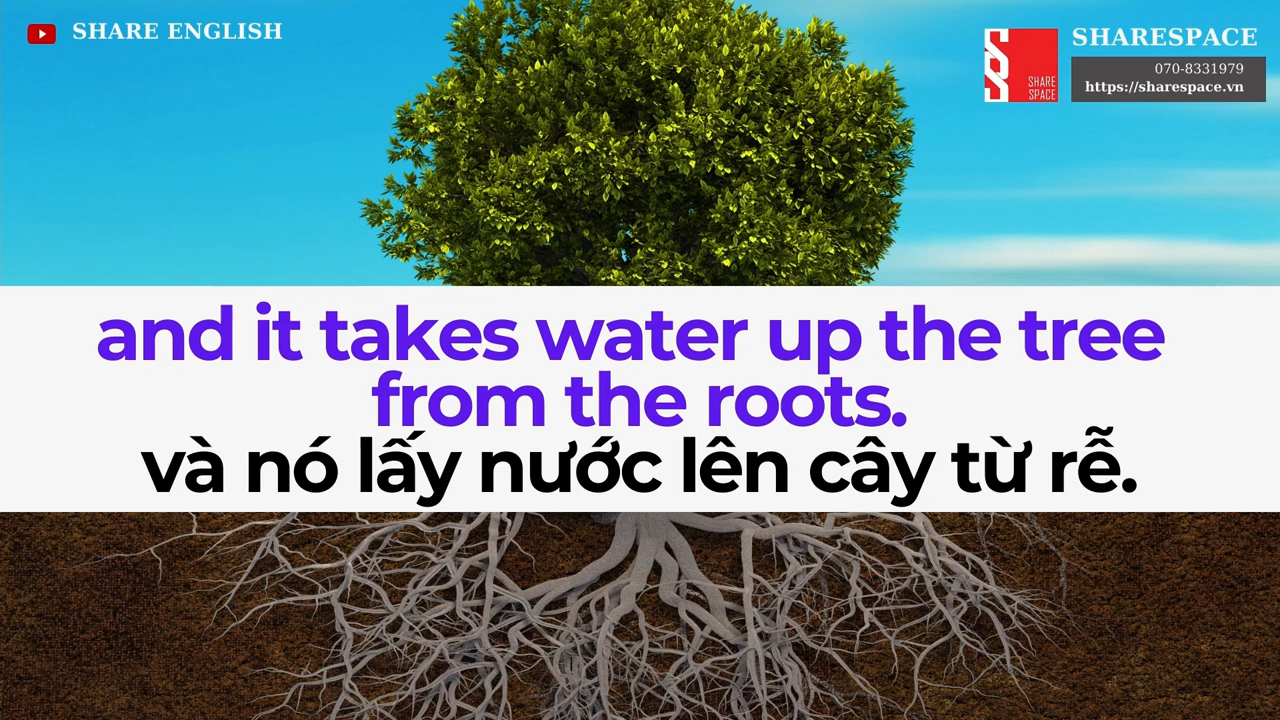 SHARE ENGLISH
SHARESPACE
070-8331979
https://sharespace.vn
SHARE
SPACE
and it takes water up the tree
from the roots.
và nó lấy nước lên cây từ rễ.